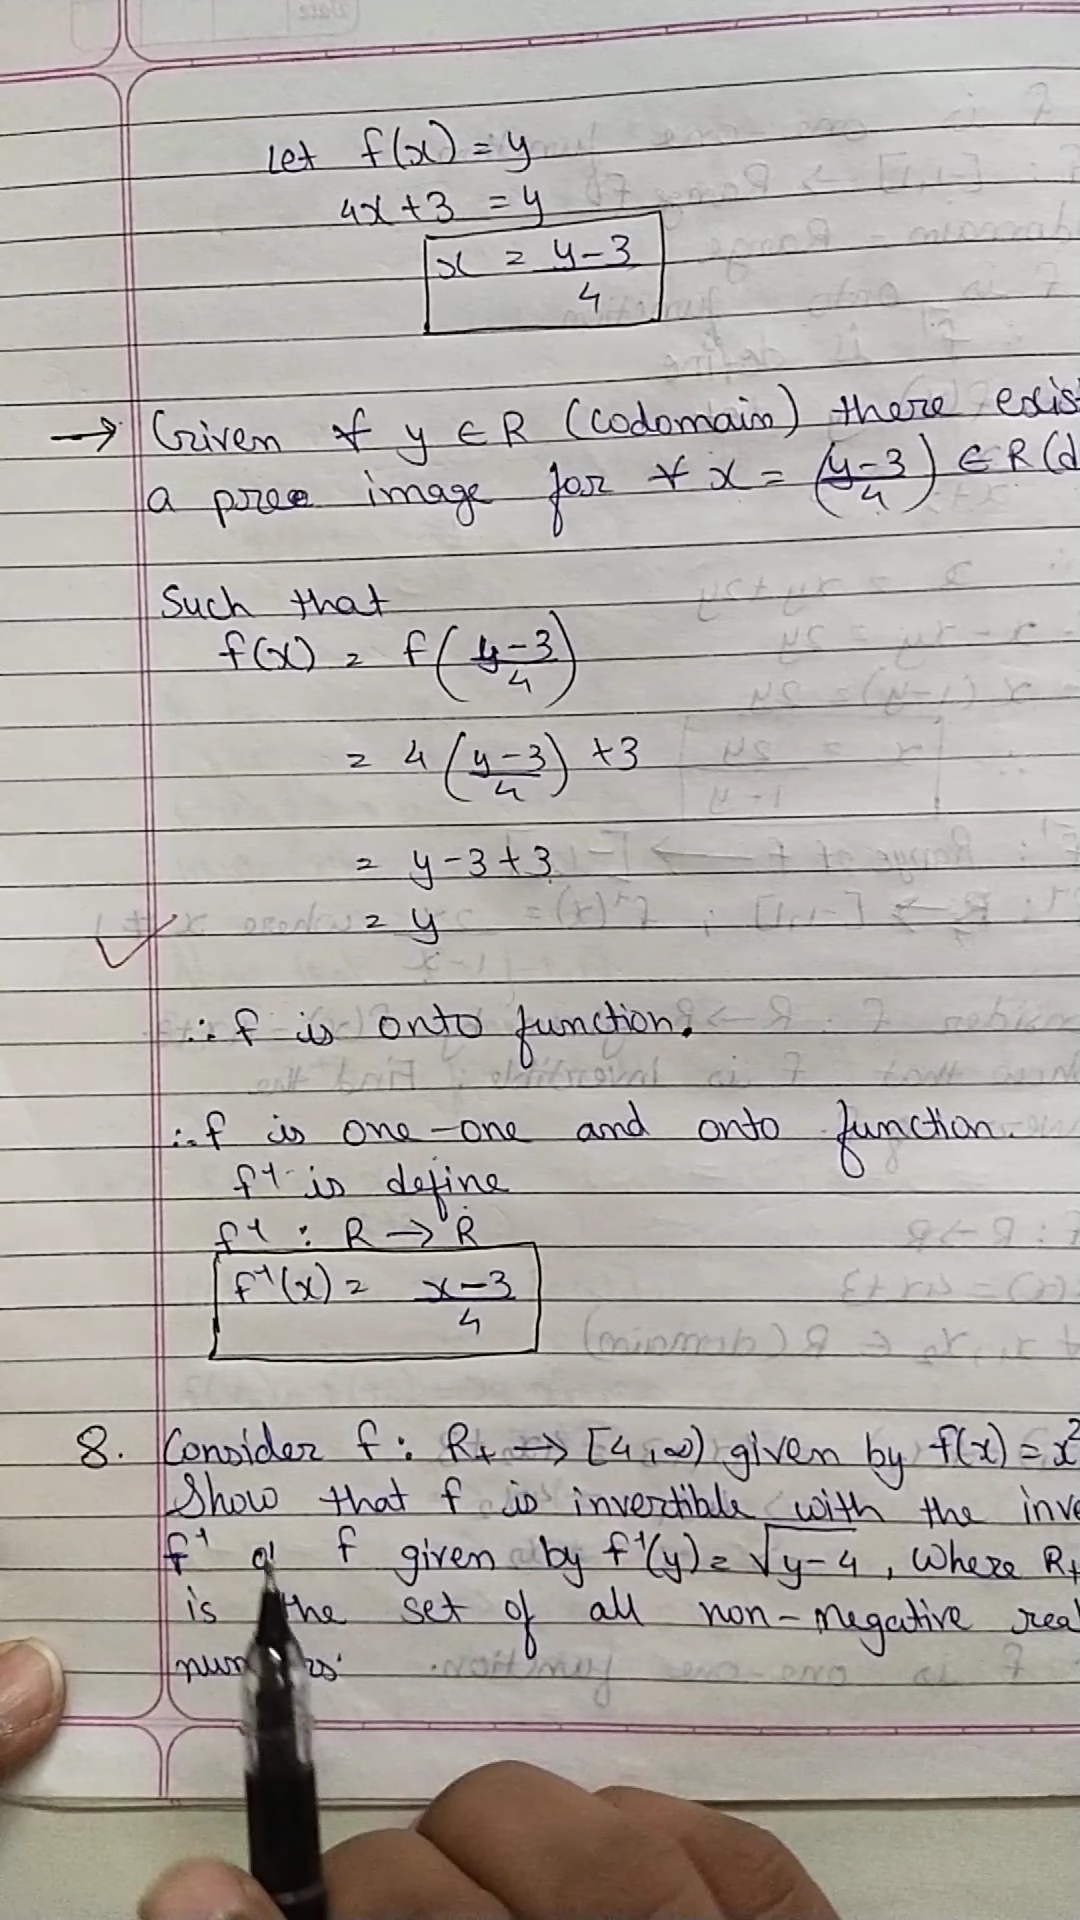 Let f(x) = y
4x+3 = y
x = y-3
4
→ Given ∀ y ∈ R (codomain) there exis
a pree image for ∀ x = (y-3/4) ∈ R (d
Such that
f(x) = f(y-3/4)
= 4(y-3/4) +3
= y-3+3
= y
∴ f is onto function.
∴ f is one-one and onto function.
f⁻¹ is define
f⁻¹ : R → R
f⁻¹(x) = x-3
4
8. Consider f: R₊ → [4,∞) given by f(x) = x²
Show that f is invertible with the inve
f⁻¹ f given by f⁻¹(y) = √y-4, Where R₊
is the set of all non-negative real